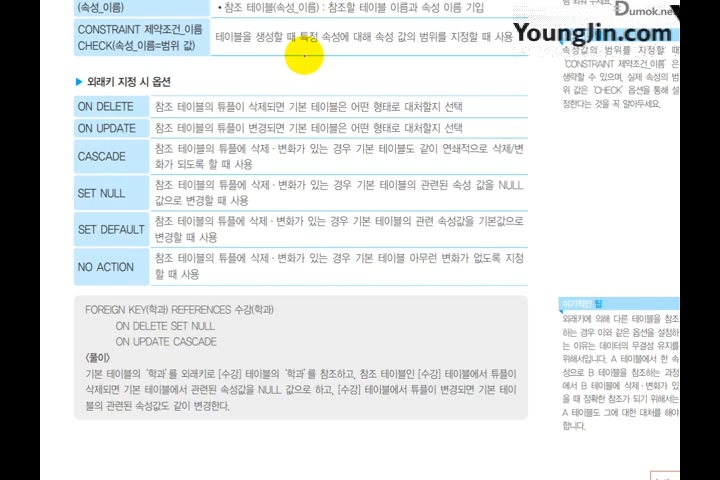 (속성_이름)
• 참조 테이블(속성_이름) : 참조할 테이블 이름과 속성 이름 기입
CONSTRAINT 제약조건_이름
CHECK(속성_이름=범위 값)
테이블을 생성할 때 특정 속성에 대해 속성 값의 범위를 지정할 때 사용
▶ 외래키 지정 시 옵션
ON DELETE
참조 테이블의 튜플이 삭제되면 기본 테이블은 어떤 형태로 대처할지 선택
ON UPDATE
참조 테이블의 튜플이 변경되면 기본 테이블은 어떤 형태로 대처할지 선택
CASCADE
참조 테이블의 튜플에 삭제·변화가 있는 경우 기본 테이블도 같이 연쇄적으로 삭제/변
화가 되도록 할 때 사용
SET NULL
참조 테이블의 튜플에 삭제·변화가 있는 경우 기본 테이블의 관련된 속성 값을 NULL
값으로 변경할 때 사용
SET DEFAULT
참조 테이블의 튜플에 삭제·변화가 있는 경우 기본 테이블의 관련 속성값을 기본값으로
변경할 때 사용
NO ACTION
참조 테이블의 튜플에 삭제·변화가 있는 경우 기본 테이블 아무런 변화가 없도록 지정
할 때 사용
FOREIGN KEY(학과) REFERENCES 수강(학과)
ON DELETE SET NULL
ON UPDATE CASCADE
〈풀이〉
기본 테이블의 '학과'를 외래키로 [수강] 테이블의 '학과'를 참조하고, 참조 테이블인 [수강] 테이블에서 튜플이
삭제되면 기본 테이블에서 관련된 속성값을 NULL 값으로 하고, [수강] 테이블에서 튜플이 변경되면 기본 테이
블의 관련된 속성값도 같이 변경한다.
Dumok.net
YoungJin.com
속성값의 범위를 지정할 때
'CONSTRAINT 제약조건_이름'은
생략할 수 있으며, 실제 속성의 범
위 값은 'CHECK' 옵션을 통해 설
정한다는 것을 꼭 알아두세요.
이기적인 팁
외래키에 의해 다른 테이블을 참조
하는 경우 이와 같은 옵션을 설정하
는 이유는 데이터의 무결성 유지를
위해서입니다. A 테이블에서 한 속
성으로 B 테이블을 참조하는 과정
에서 B 테이블에 삭제·변화가 있
을 때 정확한 참조가 되기 위해서는
A 테이블도 그에 대한 대처를 해야
합니다.